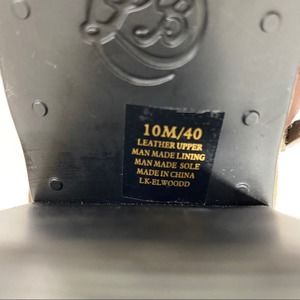 10M/40
LEATHER UPPER
MAN MADE LINING
MAN MADE SOLE
MADE IN CHINA
LK-ELWOODD